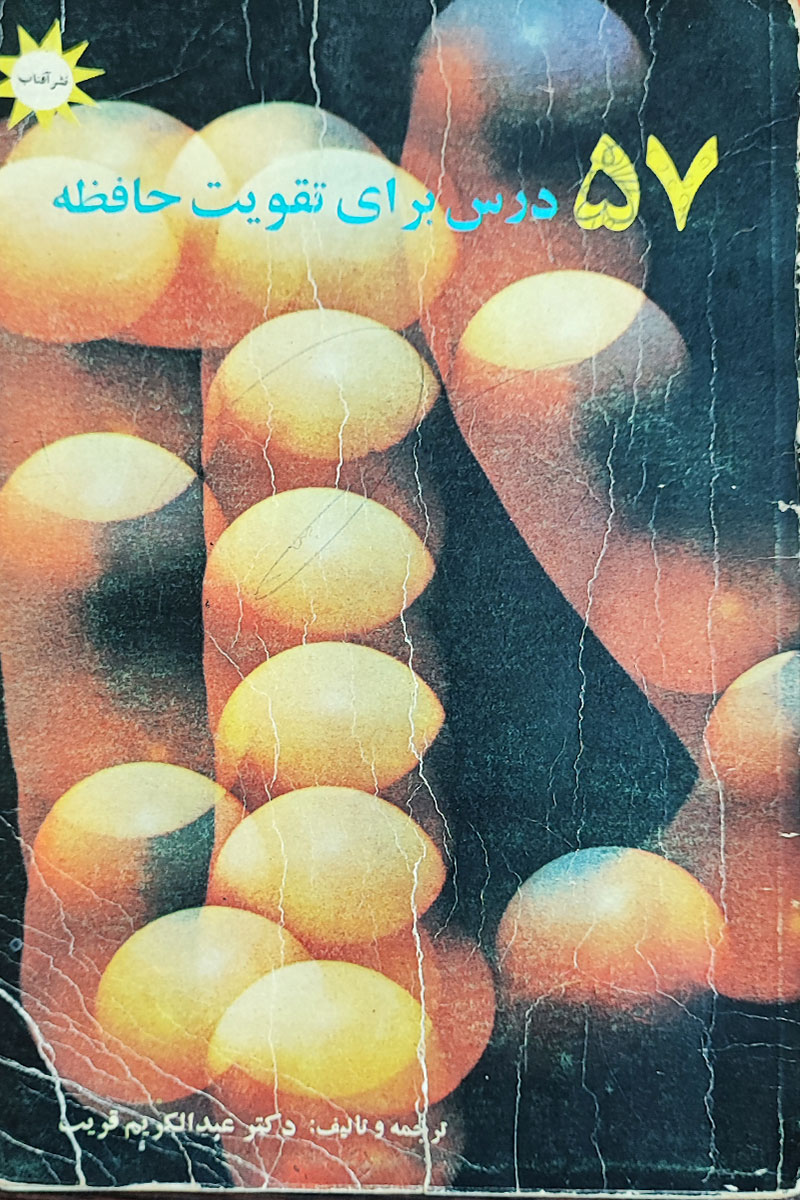 نشر آفتاب
۵۷ درس برای تقویت حافظه
ترجمه و تالیف: دکتر عبدالکریم قریب